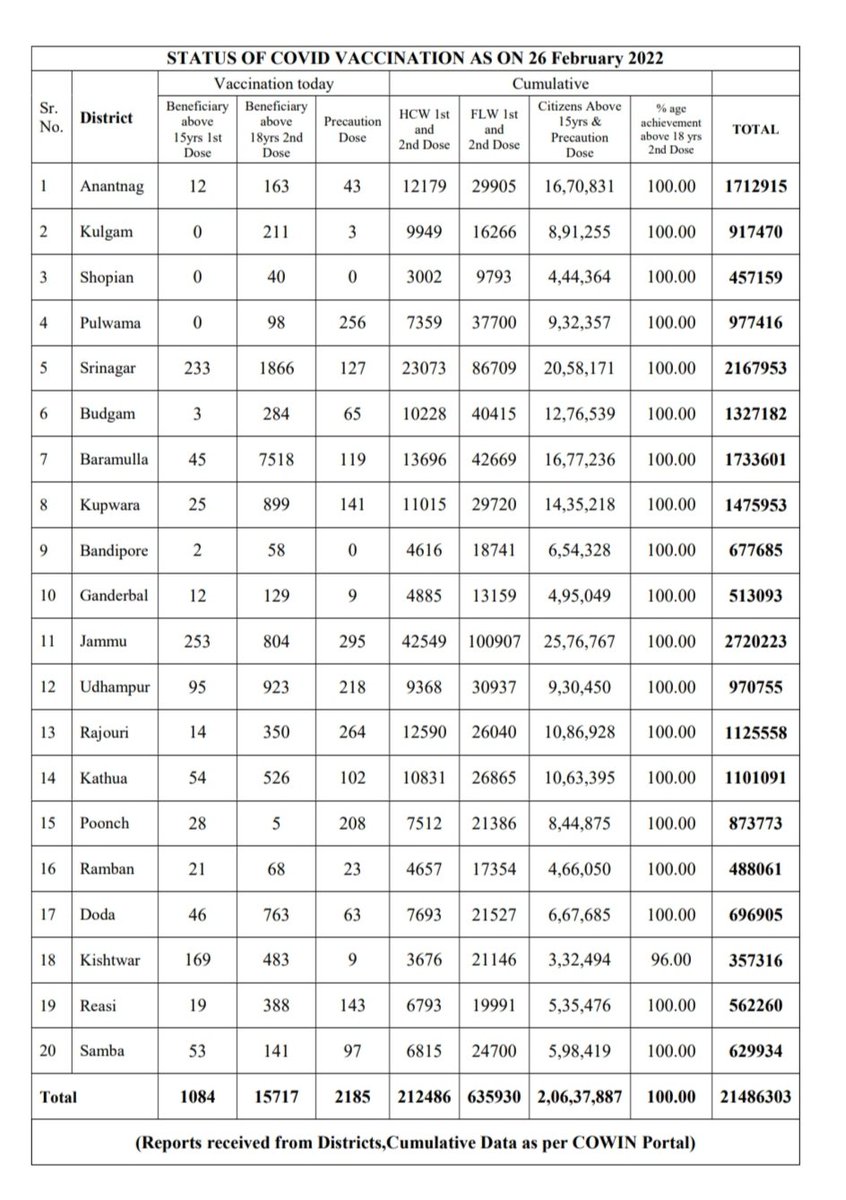 STATUS OF COVID VACCINATION AS ON 26 February 2022
Vaccination today Cumulative
Sr. No. District Beneficiary above 15yrs 1st Dose Beneficiary above 18yrs 2nd Dose Precaution Dose HCW 1st and 2nd Dose FLW 1st and 2nd Dose Citizens Above 15yrs & Precaution Dose % age achievement above 18 yrs 2nd Dose TOTAL
1 Anantnag 12 163 43 12179 29905 16,70,831 100.00 1712915
2 Kulgam 0 211 3 9949 16266 8,91,255 100.00 917470
3 Shopian 0 40 0 3002 9793 4,44,364 100.00 457159
4 Pulwama 0 98 256 7359 37700 9,32,357 100.00 977416
5 Srinagar 233 1866 127 23073 86709 20,58,171 100.00 2167953
6 Budgam 3 284 65 10228 40415 12,76,539 100.00 1327182
7 Baramulla 45 7518 119 13696 42669 16,77,236 100.00 1733601
8 Kupwara 25 899 141 11015 29720 14,35,218 100.00 1475953
9 Bandipore 2 58 0 4616 18741 6,54,328 100.00 677685
10 Ganderbal 12 129 9 4885 13159 4,95,049 100.00 513093
11 Jammu 253 804 295 42549 100907 25,76,767 100.00 2720223
12 Udhampur 95 923 218 9368 30937 9,30,450 100.00 970755
13 Rajouri 14 350 264 12590 26040 10,86,928 100.00 1125558
14 Kathua 54 526 102 10831 26865 10,63,395 100.00 1101091
15 Poonch 28 5 208 7512 21386 8,44,875 100.00 873773
16 Ramban 21 68 23 4657 17354 4,66,050 100.00 488061
17 Doda 46 763 63 7693 21527 6,67,685 100.00 696905
18 Kishtwar 169 483 9 3676 21146 3,32,494 96.00 357316
19 Reasi 19 388 143 6793 19991 5,35,476 100.00 562260
20 Samba 53 141 97 6815 24700 5,98,419 100.00 629934
Total 1084 15717 2185 212486 635930 2,06,37,887 100.00 21486303
(Reports received from Districts,Cumulative Data as per COWIN Portal)